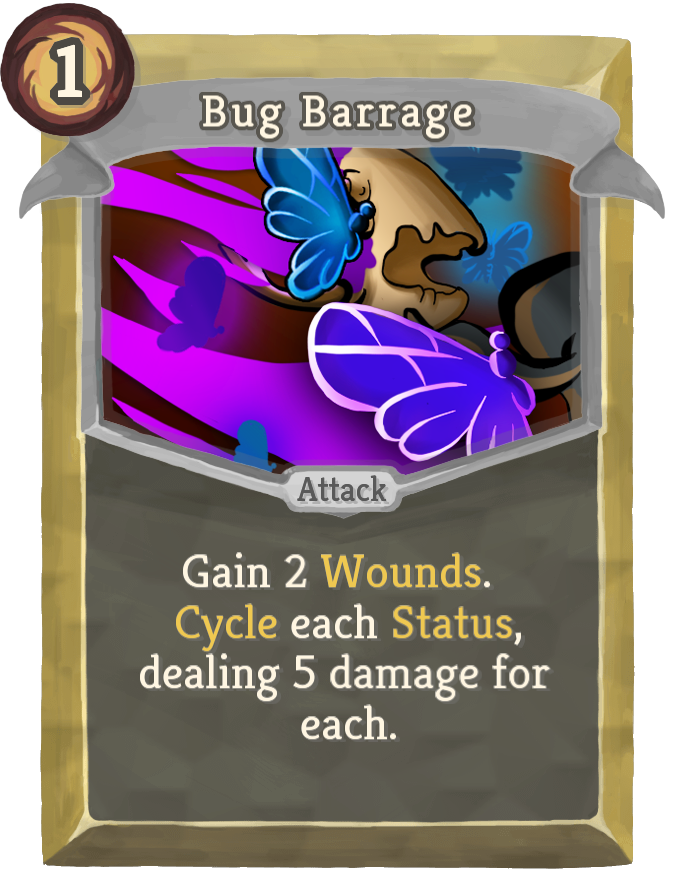 1
Bug Barrage
Attack
Gain 2 Wounds.
Cycle each Status,
dealing 5 damage for
each.